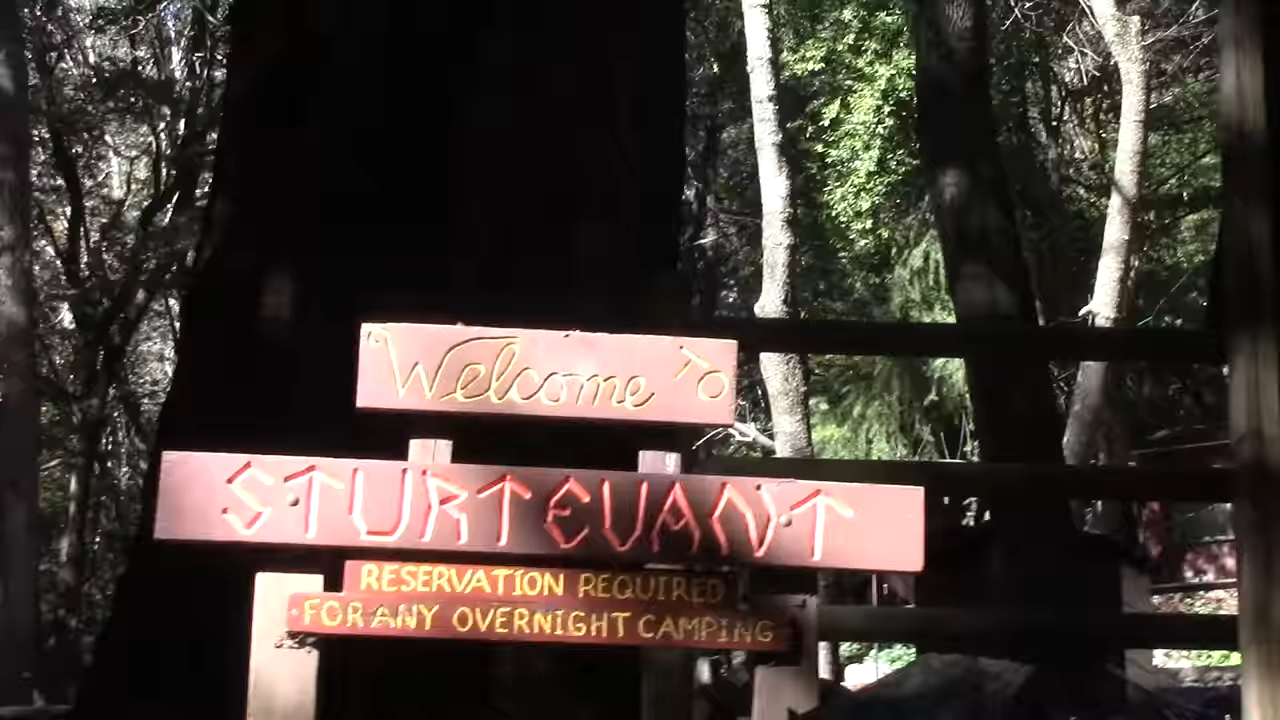 Welcome To
STURTEVANT
RESERVATION REQUIRED
FOR ANY OVERNIGHT CAMPING